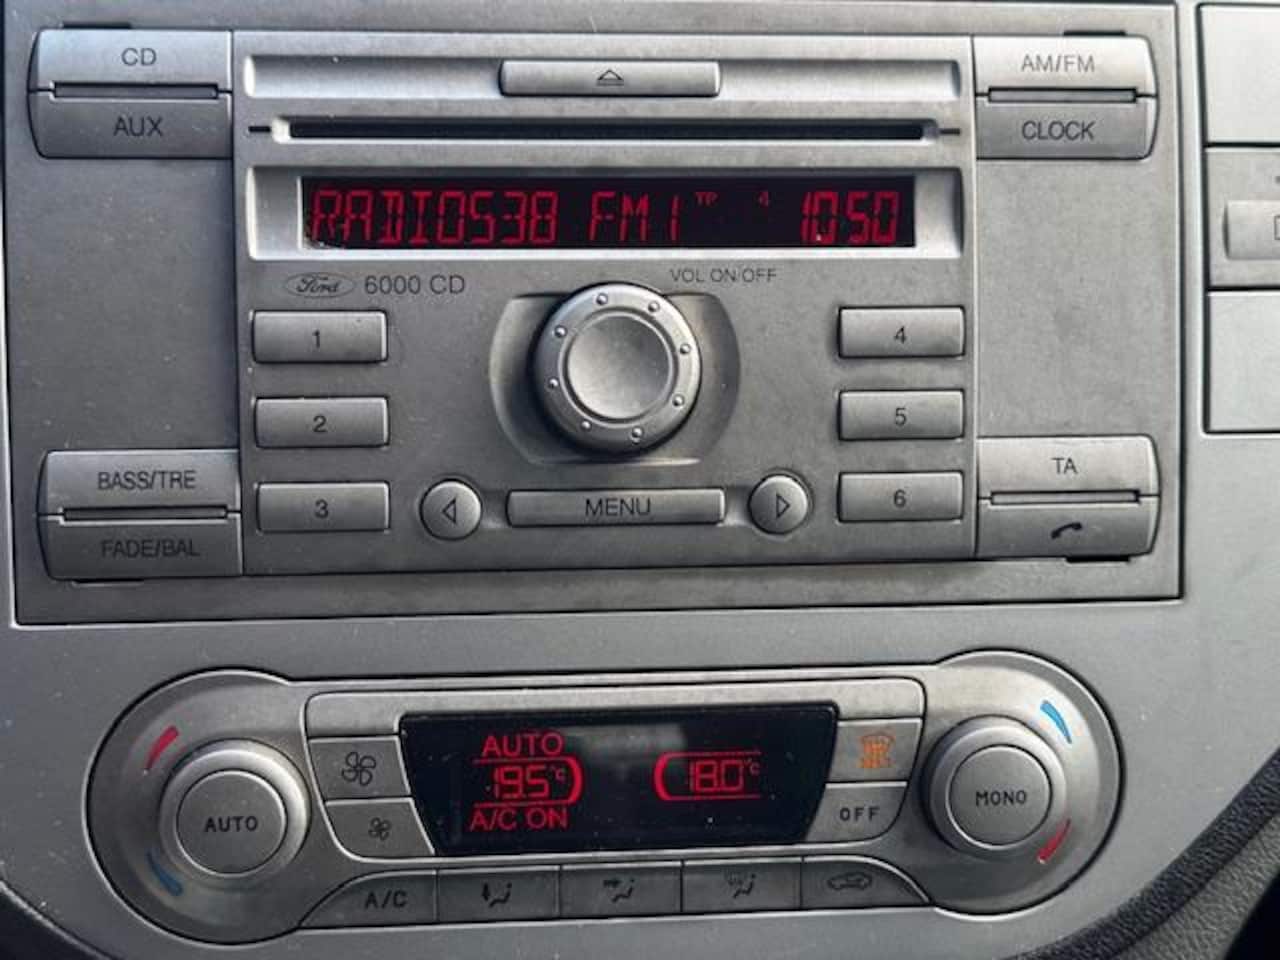 CD
AM/FM
AUX
CLOCK
RADIO538 FM1 TP 4 10:50
Ford 6000 CD
VOL ON/OFF
1
4
2
5
BASS/TRE
TA
3
MENU
6
FADE/BAL
AUTO
19.5°C
18.0°C
A/C ON
AUTO
OFF
MONO
A/C